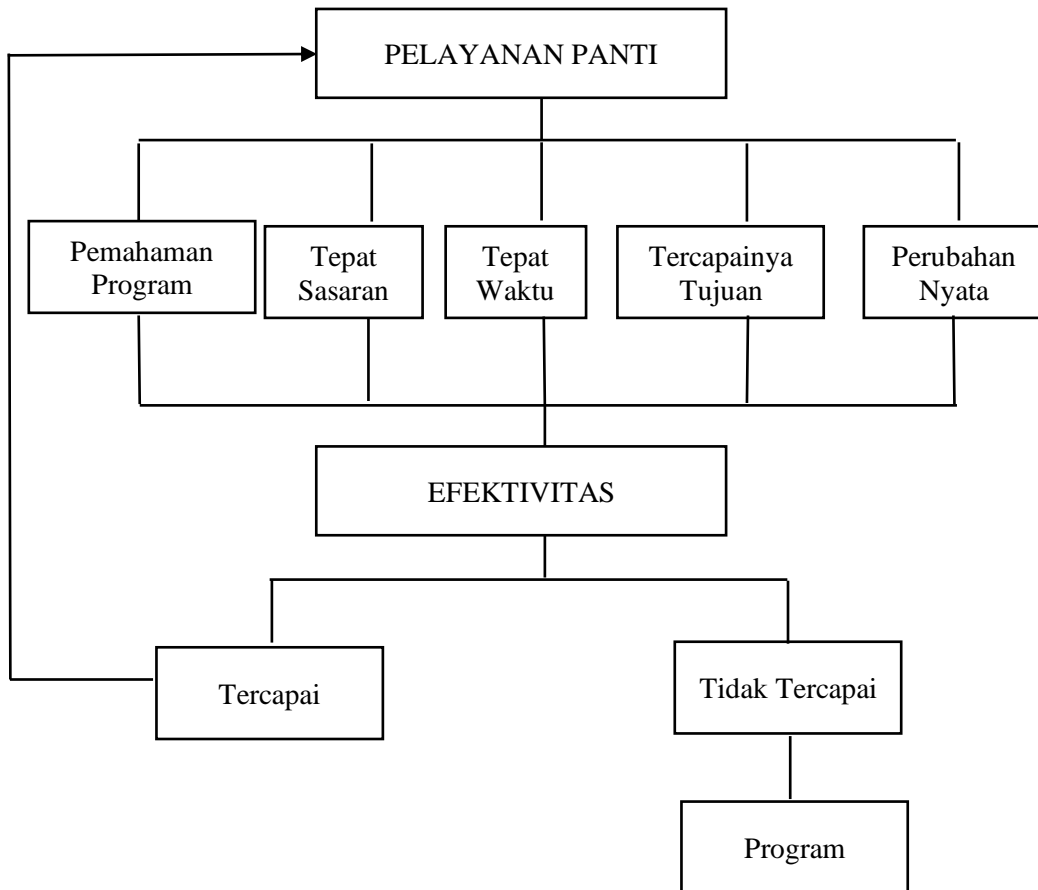 PELAYANAN PANTI
Pemahaman
Program
Tepat
Sasaran
Tepat
Waktu
Tercapainya
Tujuan
Perubahan
Nyata
EFEKTIVITAS
Tercapai
Tidak Tercapai
Program